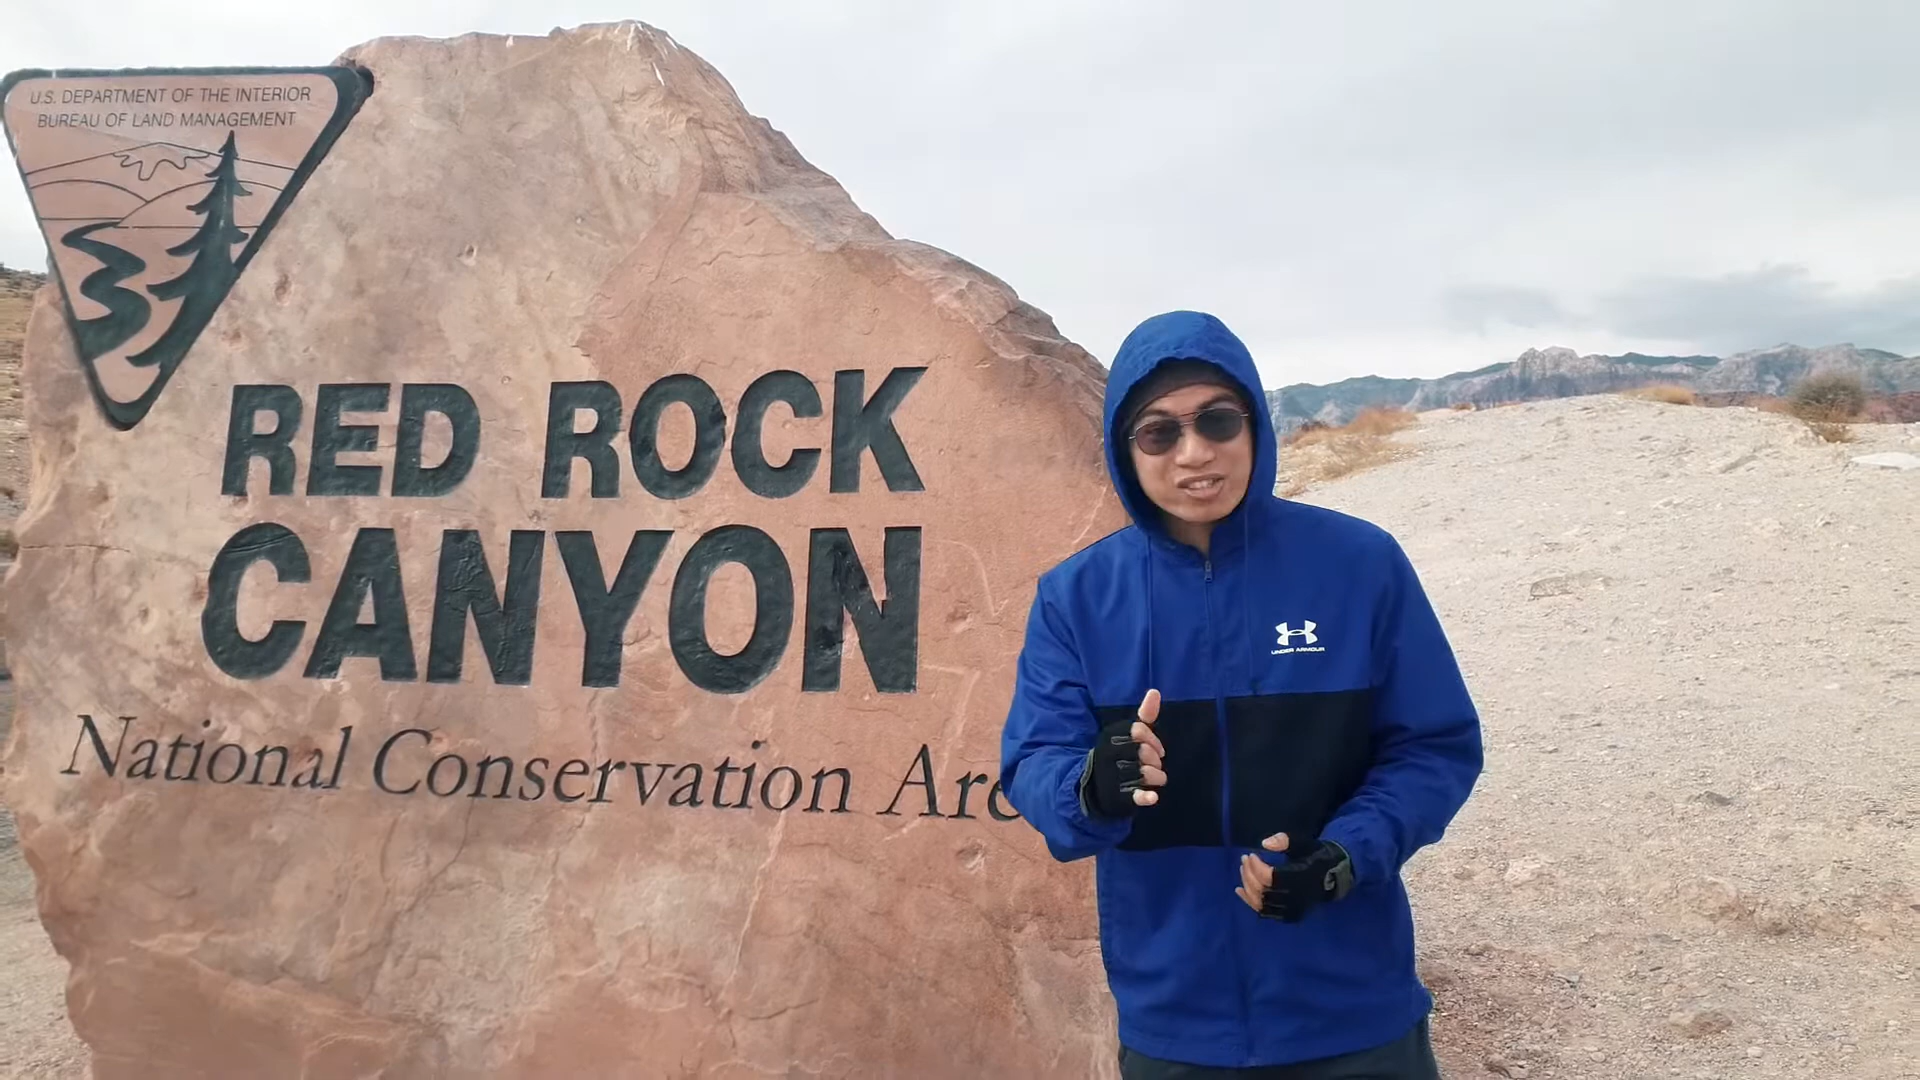 U.S. DEPARTMENT OF THE INTERIOR
BUREAU OF LAND MANAGEMENT
RED ROCK
CANYON
National Conservation Are
UNDER ARMOUR